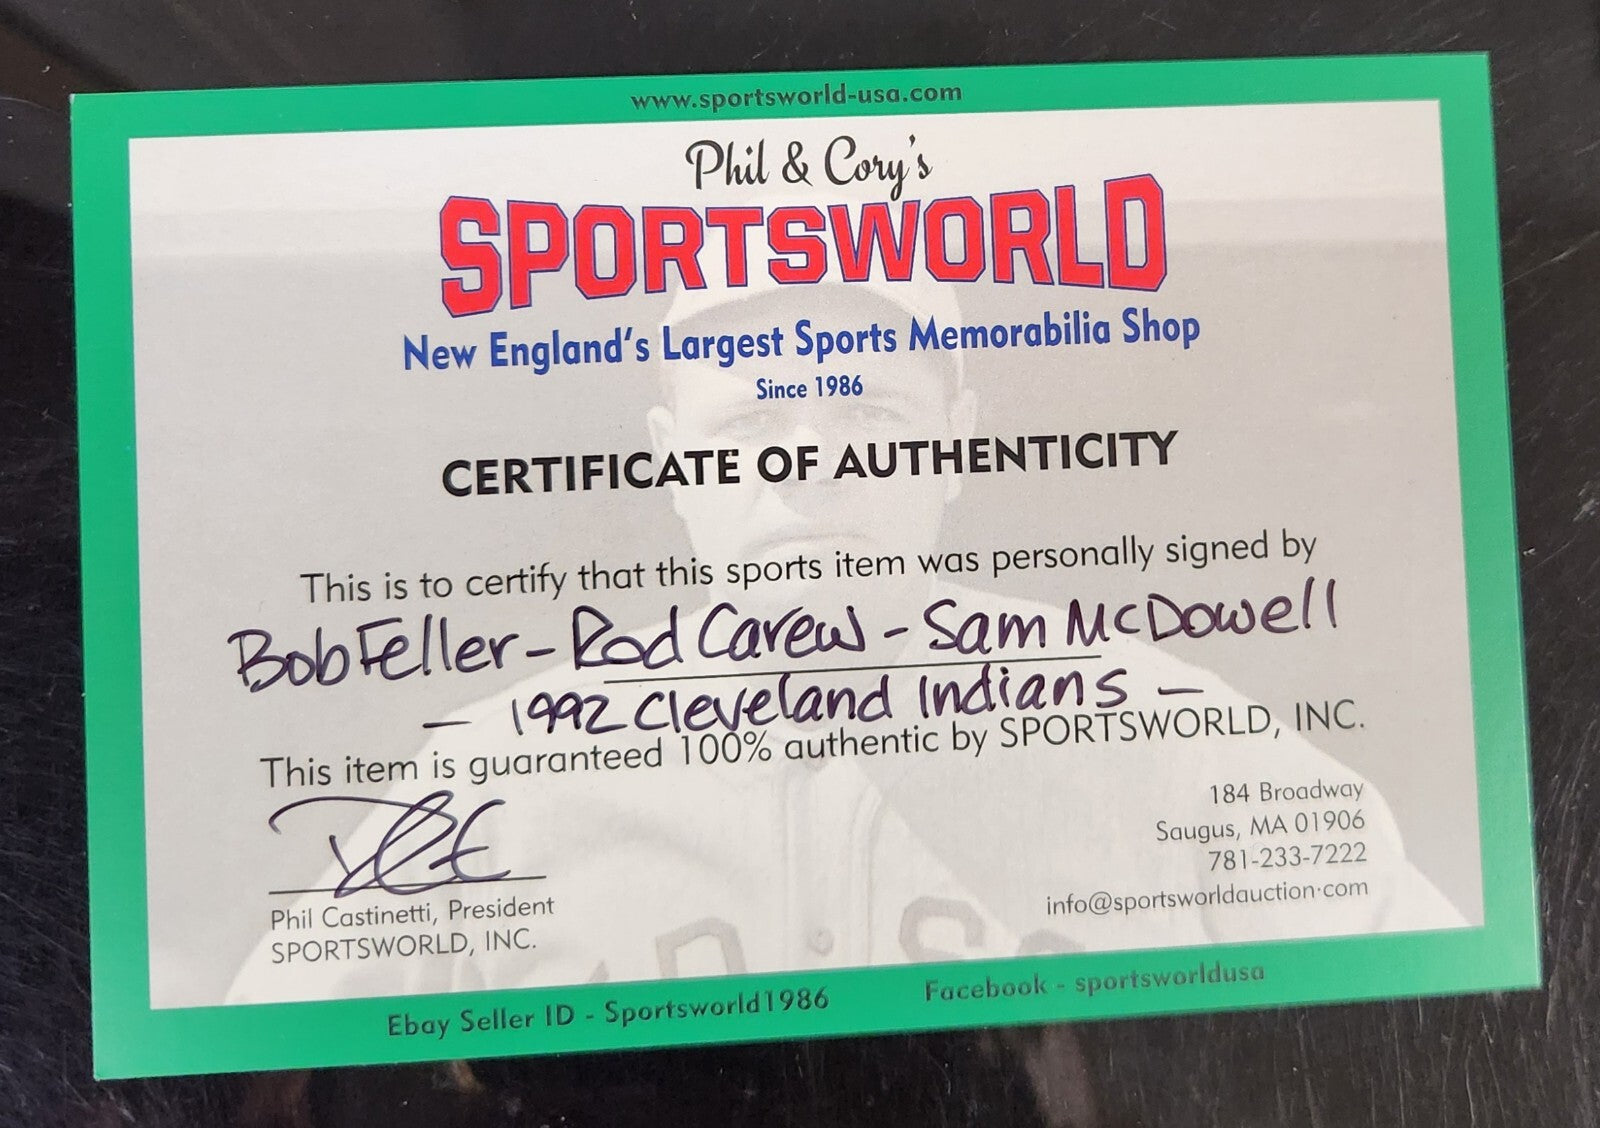 www.sportsworld-usa.com
Phil & Cory's
SPORTSWORLD
New England's Largest Sports Memorabilia Shop
Since 1986
CERTIFICATE OF AUTHENTICITY
This is to certify that this sports item was personally signed by
Bob Feller - Rod Carew - Sam McDowell
- 1992 Cleveland Indians -
This item is guaranteed 100% authentic by SPORTSWORLD, INC.
Phil Castinetti, President
SPORTSWORLD, INC.
184 Broadway
Saugus, MA 01906
781-233-7222
info@sportsworldauction.com
Ebay Seller ID - Sportsworld1986
Facebook - sportsworldusa